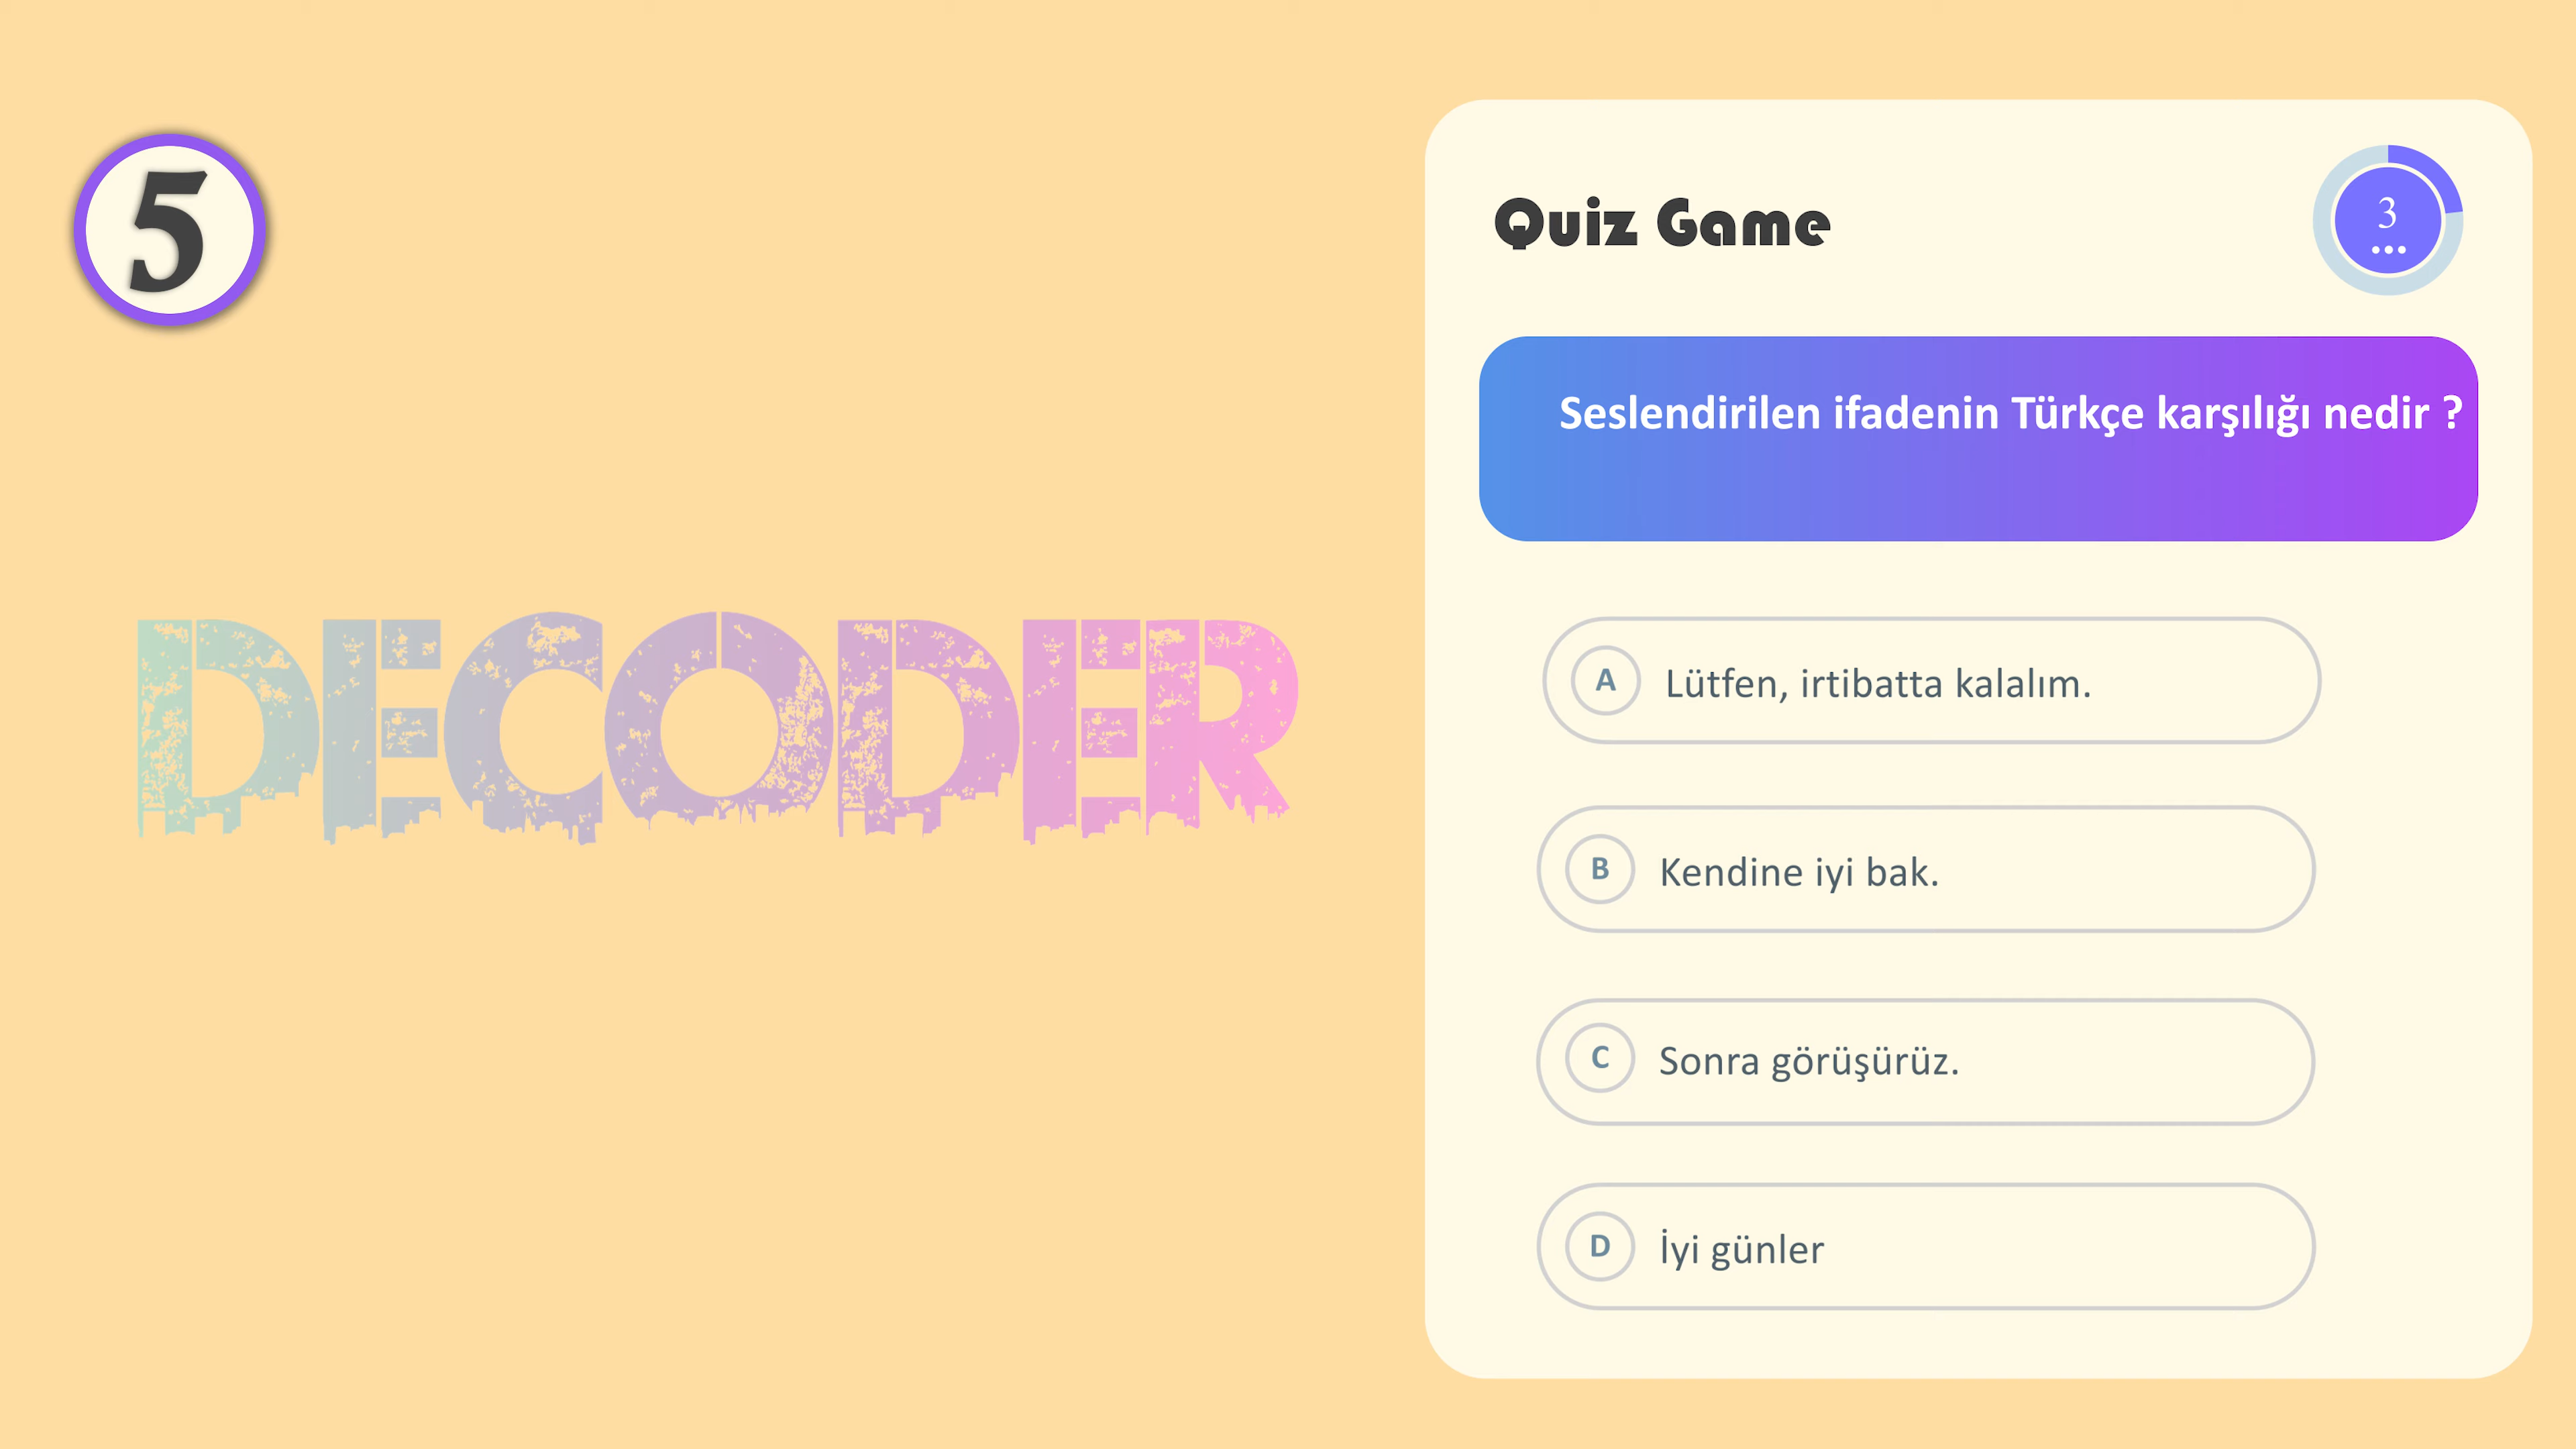 5
DECODER
Quiz Game
3
Seslendirilen ifadenin Türkçe karşılığı nedir ?
A Lütfen, irtibatta kalalım.
B Kendine iyi bak.
C Sonra görüşürüz.
D İyi günler